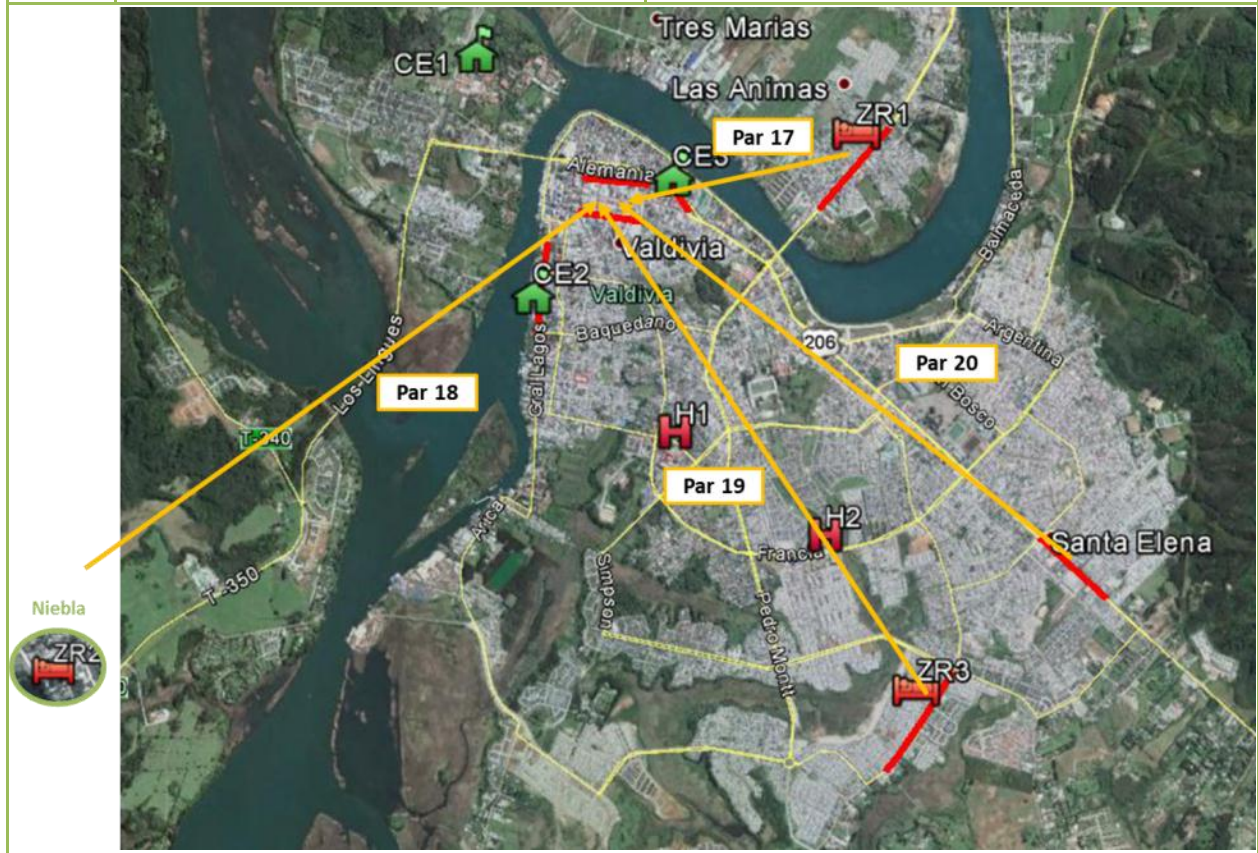 Tres Marias
CE1
Las Animas
ZR1
Par 17
CE3
Alemania
Valdivia
Balmaceda
CE2
Valdivia
Baquedano
206
Argentina
Los-Lingues
Gral Lagos
Par 20
Par 18
Bosco
T-340
H1
Par 19
H2
Arica
Francia
Santa Elena
T-350
Simpson
Pedro Montt
Niebla
ZR2
ZR3